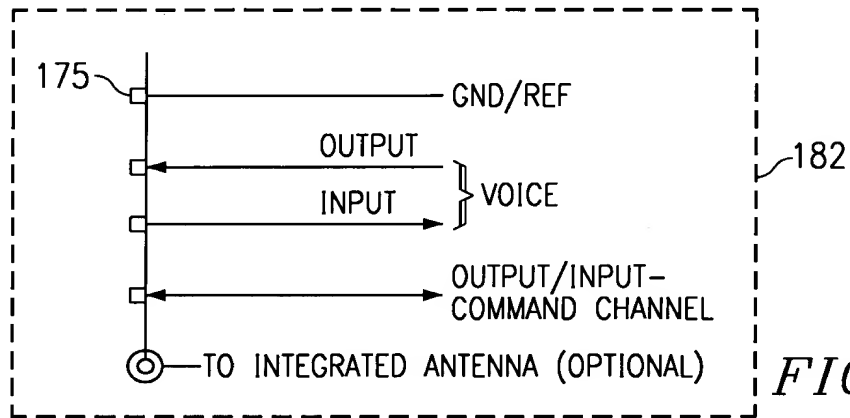 175
GND/REF
OUTPUT
182
VOICE
INPUT
OUTPUT/INPUT-
COMMAND CHANNEL
TO INTEGRATED ANTENNA (OPTIONAL)